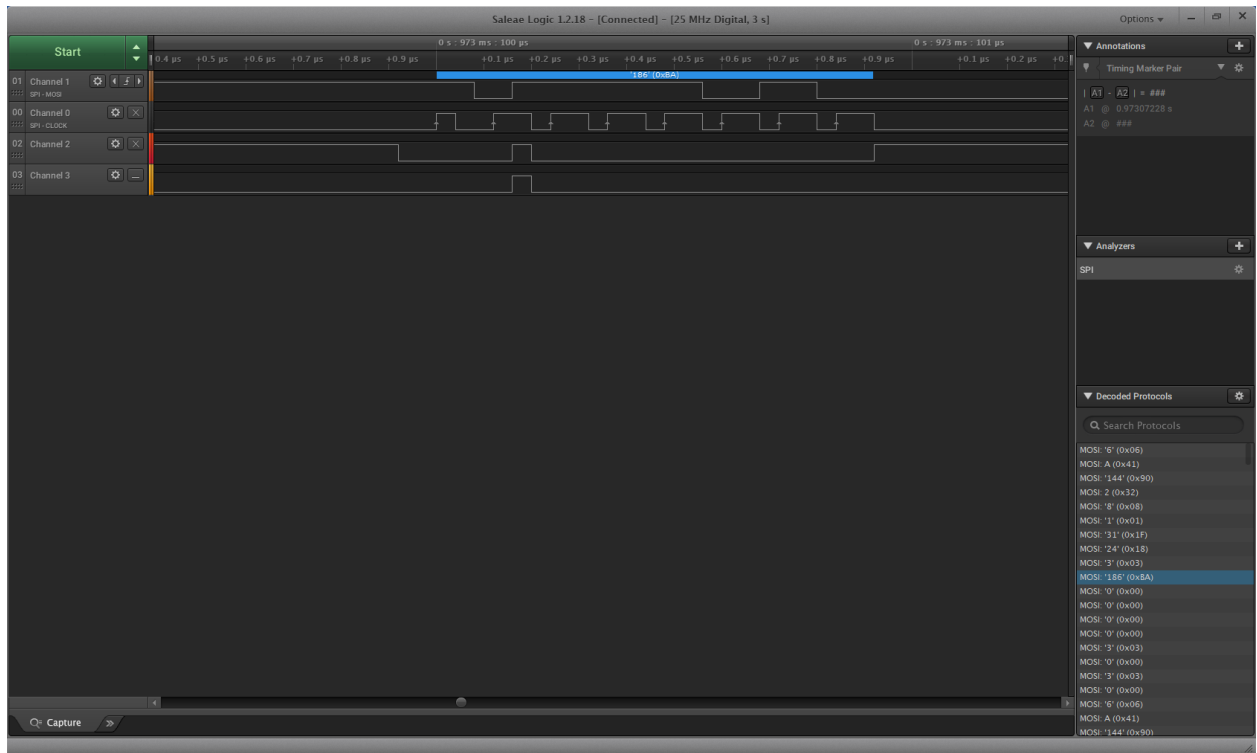 Saleae Logic 1.2.18 - [Connected] - [25 MHz Digital, 3 s]
Options
Start
0 s : 973 ms : 100 µs
0 s : 973 ms : 101 µs
0.4 µs +0.5 µs +0.6 µs +0.7 µs +0.8 µs +0.9 µs +0.1 µs +0.2 µs +0.3 µs +0.4 µs +0.5 µs +0.6 µs +0.7 µs +0.8 µs +0.9 µs +0.1 µs +0.2 µs +0.
01 Channel 1
SPI - MOSI
'186' (0xBA)
00 Channel 0
SPI - CLOCK
02 Channel 2
03 Channel 3
Annotations
Timing Marker Pair
| A1 - A2 | = ###
A1 @ 0.97307228 s
A2 @ ###
Analyzers
SPI
Decoded Protocols
Search Protocols
MOSI: '6' (0x06)
MOSI: A (0x41)
MOSI: '144' (0x90)
MOSI: 2 (0x32)
MOSI: '8' (0x08)
MOSI: '1' (0x01)
MOSI: '31' (0x1F)
MOSI: '24' (0x18)
MOSI: '3' (0x03)
MOSI: '186' (0xBA)
MOSI: '0' (0x00)
MOSI: '0' (0x00)
MOSI: '0' (0x00)
MOSI: '0' (0x00)
MOSI: '3' (0x03)
MOSI: '0' (0x00)
MOSI: '3' (0x03)
MOSI: '0' (0x00)
MOSI: '6' (0x06)
MOSI: A (0x41)
MOSI: '144' (0x90)
Capture